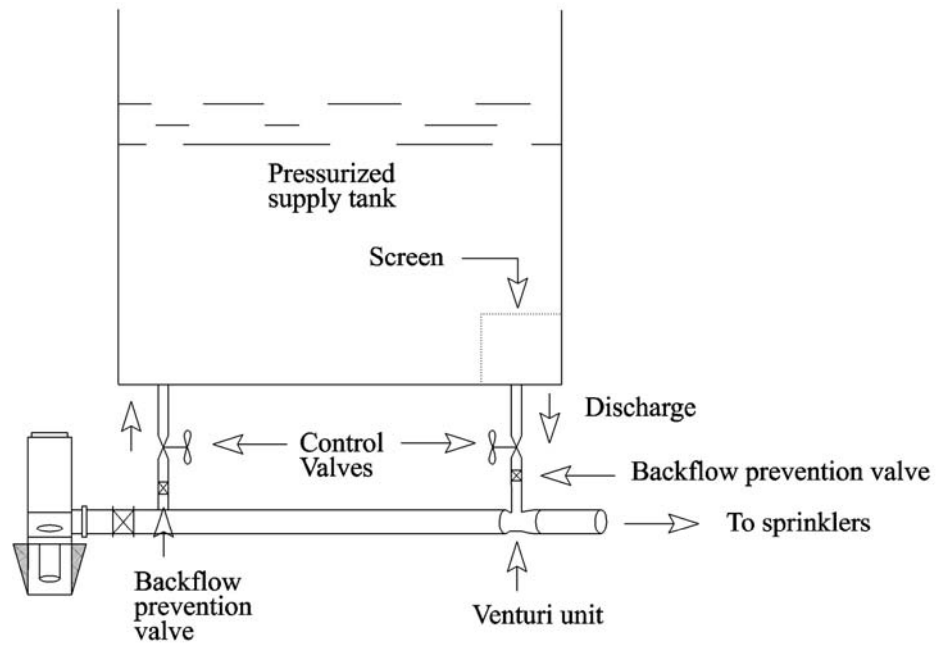 Pressurized
supply tank
Screen
Discharge
Control
Valves
Backflow prevention valve
To sprinklers
Backflow
prevention
valve
Venturi unit